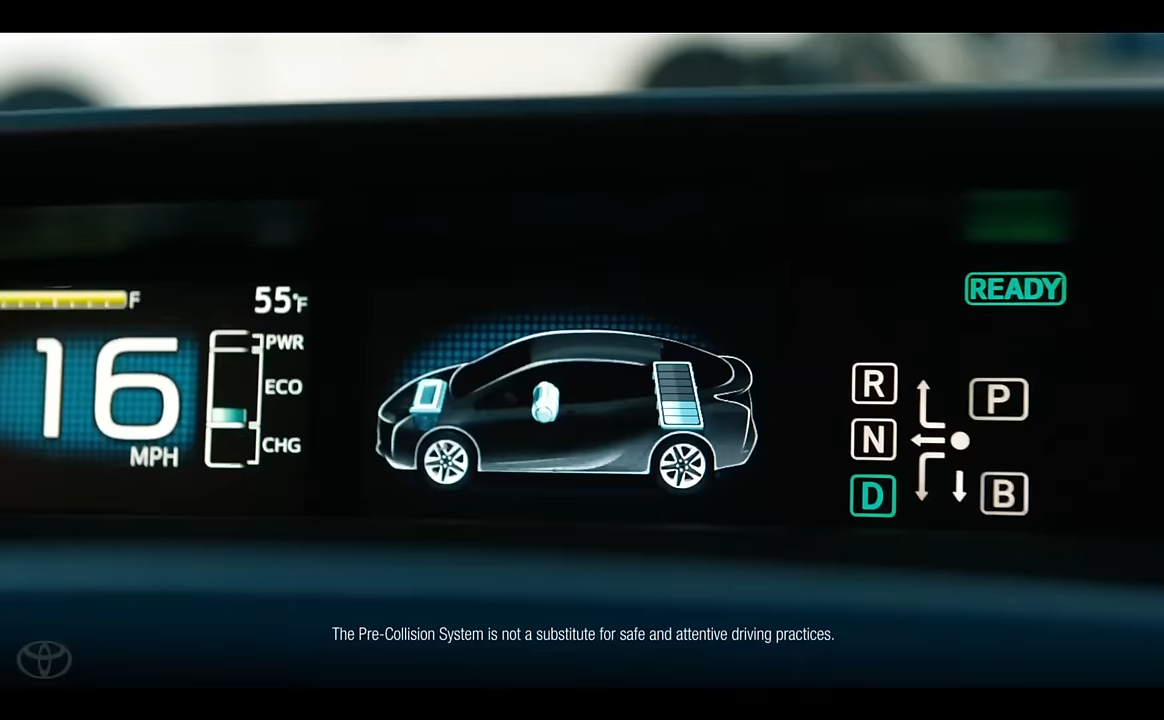 F
55°F
16
MPH
PWR
ECO
CHG
READY
R
P
N
D
B
The Pre-Collision System is not a substitute for safe and attentive driving practices.